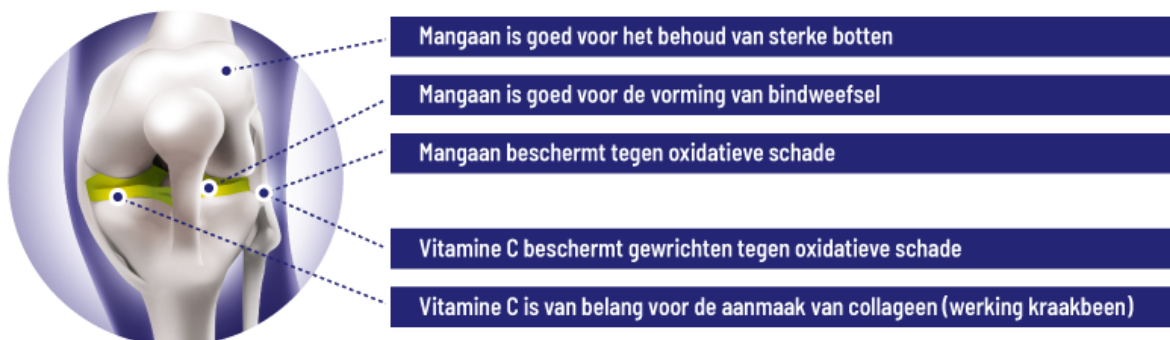 Mangaan is goed voor het behoud van sterke botten
Mangaan is goed voor de vorming van bindweefsel
Mangaan beschermt tegen oxidatieve schade
Vitamine C beschermt gewrichten tegen oxidatieve schade
Vitamine C is van belang voor de aanmaak van collageen (werking kraakbeen)